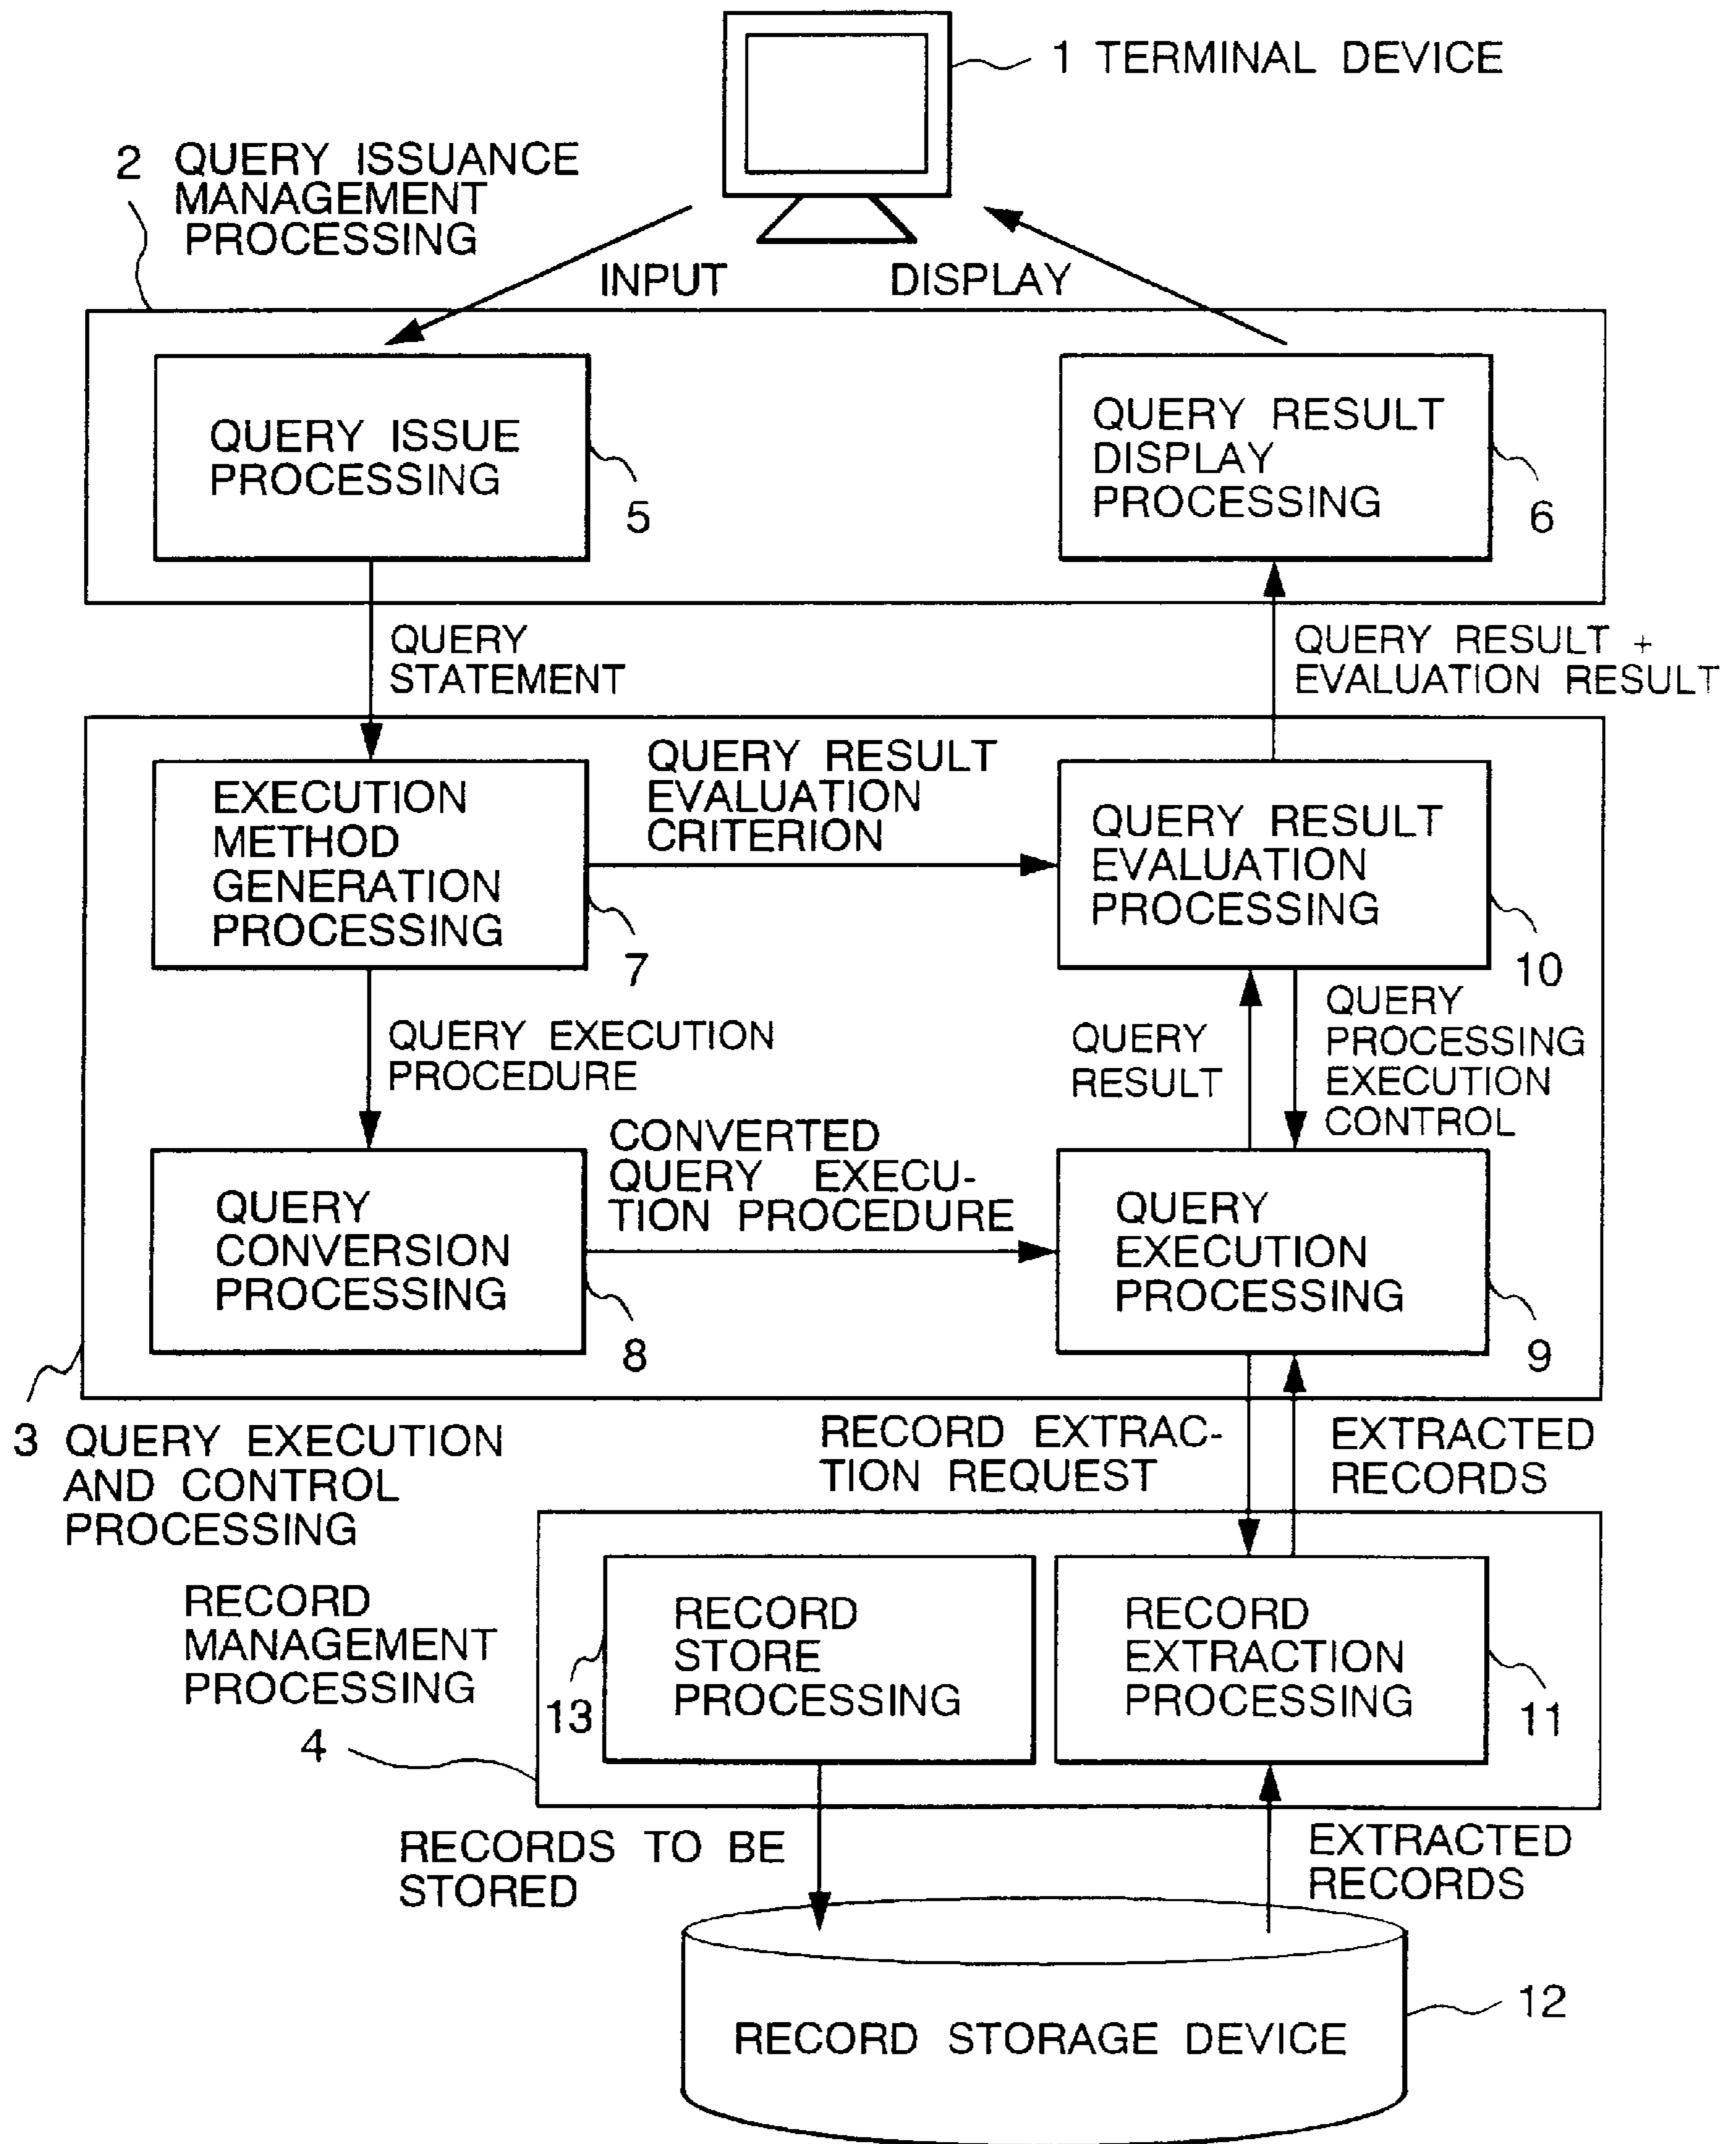 1 TERMINAL DEVICE
2 QUERY ISSUANCE
MANAGEMENT
PROCESSING
INPUT
DISPLAY
QUERY ISSUE
PROCESSING
5
QUERY RESULT
DISPLAY
PROCESSING
6
QUERY
STATEMENT
QUERY RESULT +
EVALUATION RESULT
EXECUTION
METHOD
GENERATION
PROCESSING
7
QUERY RESULT
EVALUATION
CRITERION
QUERY RESULT
EVALUATION
PROCESSING
10
QUERY EXECUTION
PROCEDURE
QUERY
RESULT
QUERY
PROCESSING
EXECUTION
CONTROL
QUERY
CONVERSION
PROCESSING
8
CONVERTED
QUERY EXECU-
TION PROCEDURE
QUERY
EXECUTION
PROCESSING
9
3 QUERY EXECUTION
AND CONTROL
PROCESSING
RECORD EXTRAC-
TION REQUEST
EXTRACTED
RECORDS
RECORD
MANAGEMENT
PROCESSING
4
13
RECORD
STORE
PROCESSING
RECORD
EXTRACTION
PROCESSING
11
RECORDS TO BE
STORED
EXTRACTED
RECORDS
RECORD STORAGE DEVICE
12